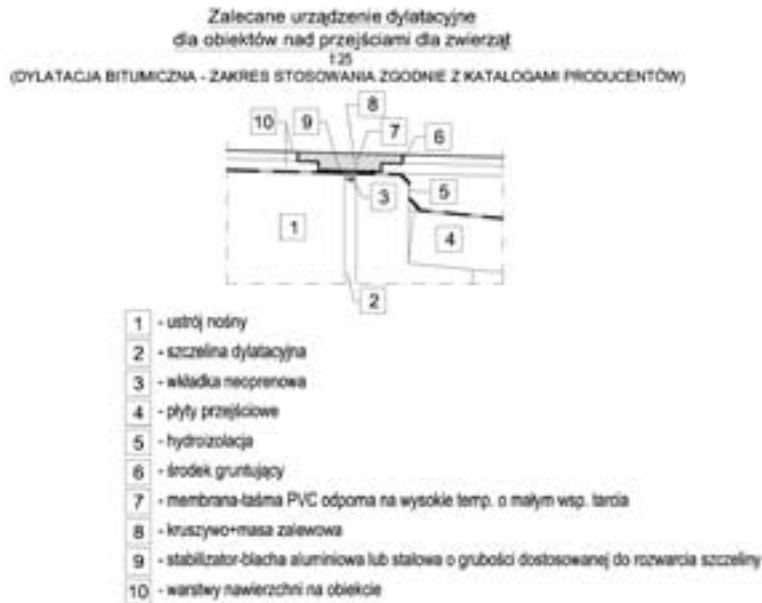 Zalecane urządzenie dylatacyjne
dla obiektów nad przejściami dla zwierząt
1:25
(DYLATACJA BITUMICZNA - ZAKRES STOSOWANIA ZGODNIE Z KATALOGAMI PRODUCENTÓW)
8
10 9 7 6
3 5
1 4
2
1 - ustrój nośny
2 - szczelina dylatacyjna
3 - wkładka neoprenowa
4 - płyty przejściowe
5 - hydroizolacja
6 - środek gruntujący
7 - membrana-taśma PVC odporna na wysokie temp. o małym wsp. tarcia
8 - kruszywo+masa zalewowa
9 - stabilizator-blacha aluminiowa lub stalowa o grubości dostosowanej do rozwarcia szczeliny
10 - warstwy nawierzchni na obiekcie